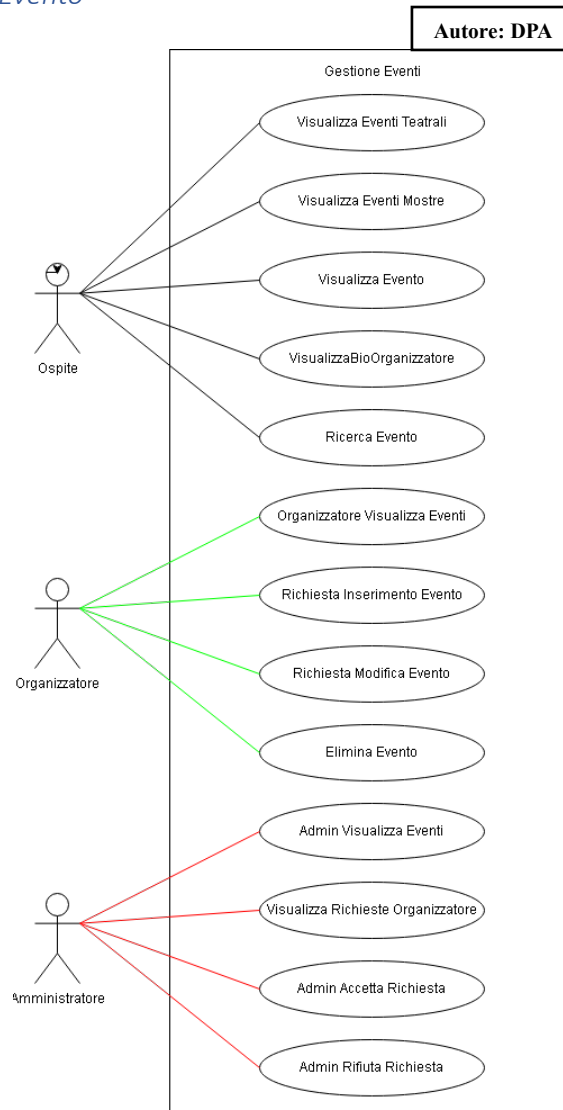 Evento
Autore: DPA
Gestione Eventi
Visualizza Eventi Teatrali
Visualizza Eventi Mostre
Visualizza Evento
VisualizzaBioOrganizzatore
Ricerca Evento
Ospite
Organizzatore Visualizza Eventi
Richiesta Inserimento Evento
Richiesta Modifica Evento
Elimina Evento
Organizzatore
Admin Visualizza Eventi
Visualizza Richieste Organizzatore
Admin Accetta Richiesta
Admin Rifiuta Richiesta
Amministratore